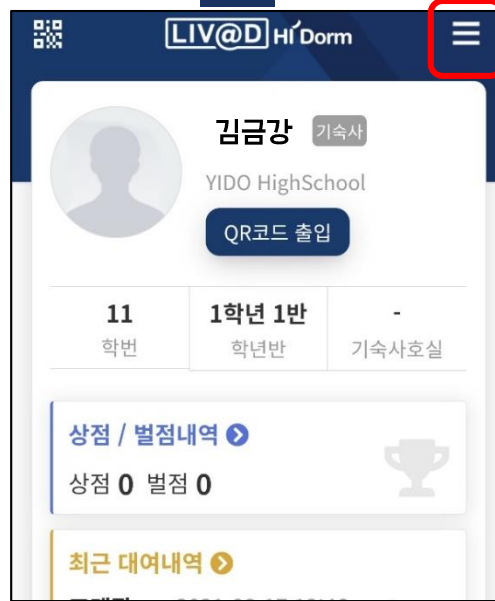 LIV@D HI Dorm
김금강 기숙사
YIDO HighSchool
QR코드 출입
11 1학년 1반 -
학번 학년반 기숙사호실
상점 / 벌점내역
상점 0 벌점 0
최근 대여내역